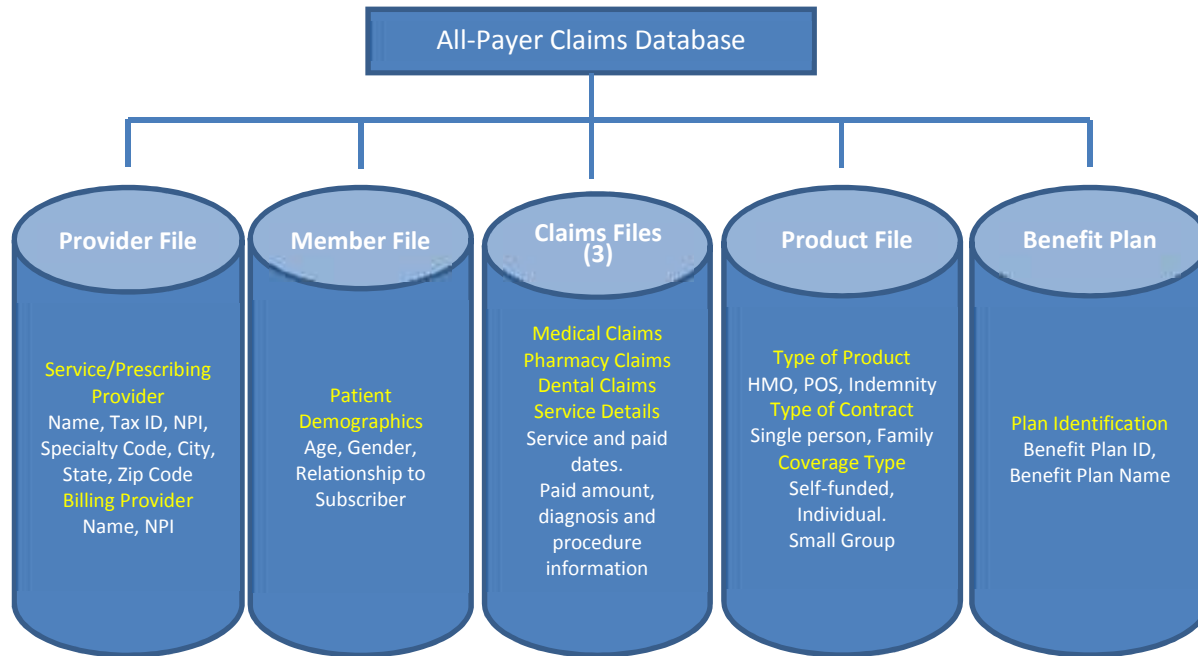 All-Payer Claims Database
Provider File
Service/Prescribing
Provider
Name, Tax ID, NPI,
Specialty Code, City,
State, Zip Code
Billing Provider
Name, NPI
Member File
Patient
Demographics
Age, Gender,
Relationship to
Subscriber
Claims Files
(3)
Medical Claims
Pharmacy Claims
Dental Claims
Service Details
Service and paid
dates.
Paid amount,
diagnosis and
procedure
information
Product File
Type of Product
HMO, POS, Indemnity
Type of Contract
Single person, Family
Coverage Type
Self-funded,
Individual.
Small Group
Benefit Plan
Plan Identification
Benefit Plan ID,
Benefit Plan Name